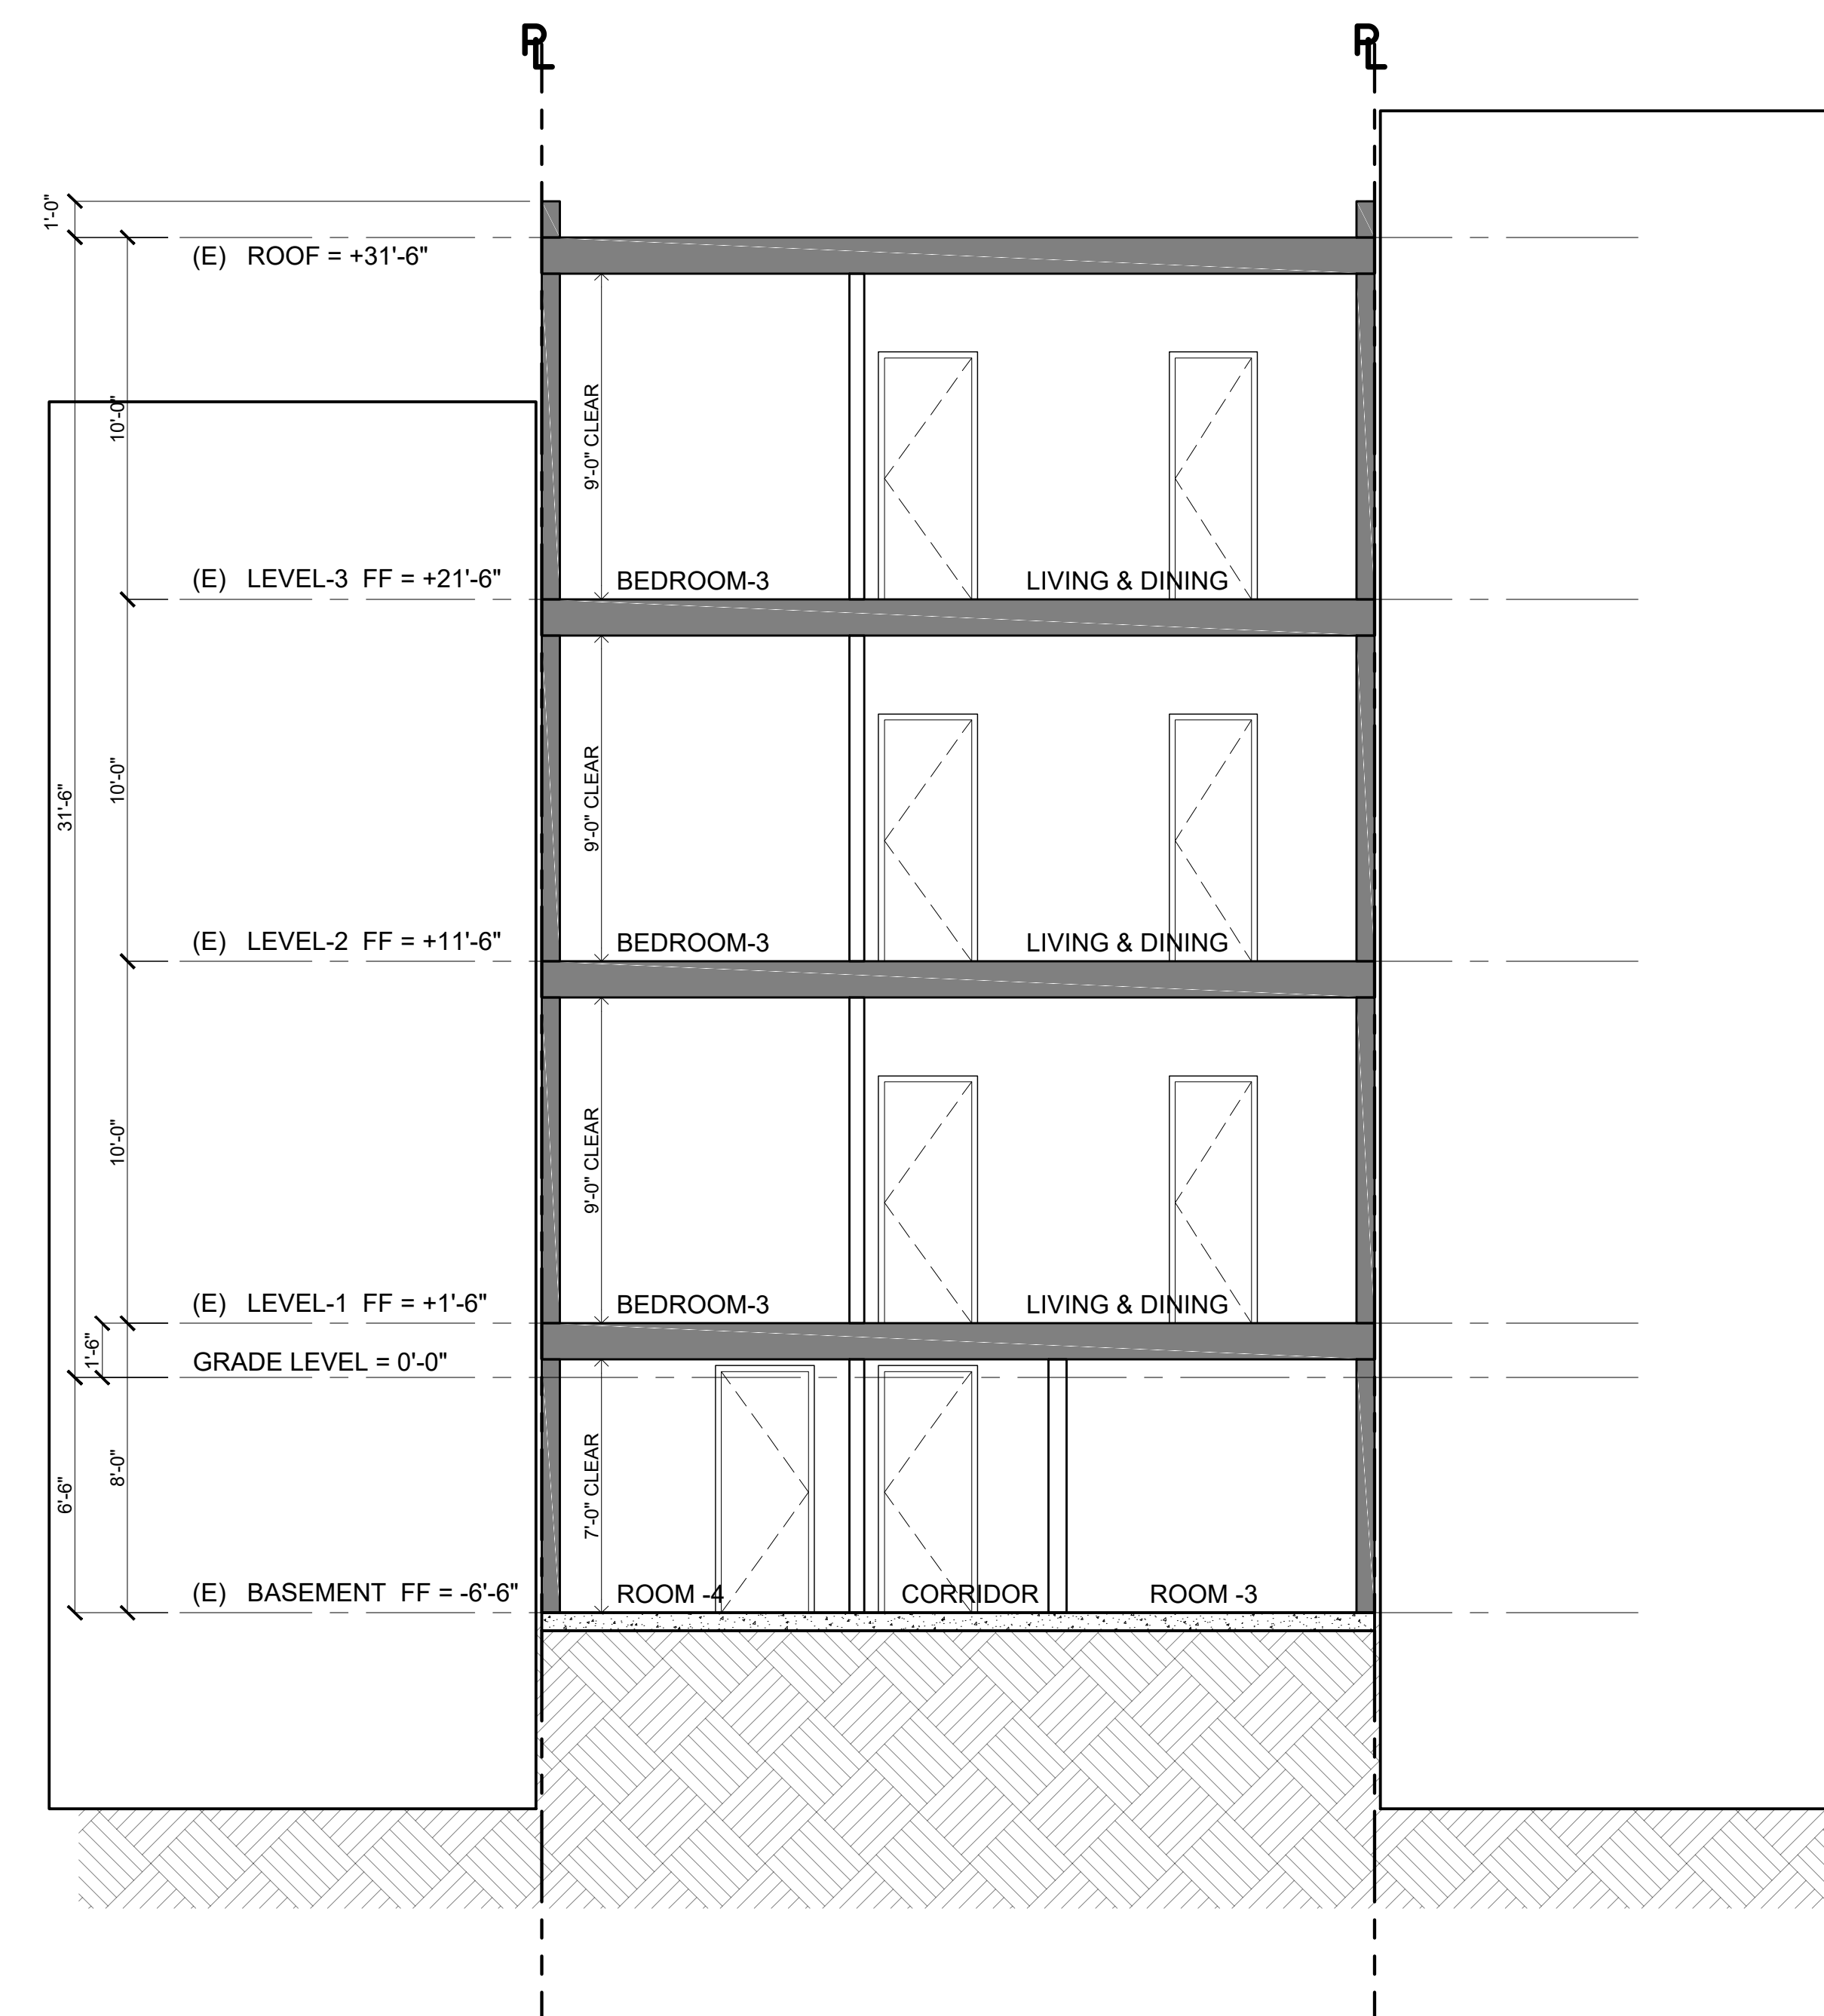 PL
PL
1'-0"
(E) ROOF = +31'-6"
10'-0"
9'-0" CLEAR
(E) LEVEL-3 FF = +21'-6"
BEDROOM-3
LIVING & DINING
31'-6"
10'-0"
9'-0" CLEAR
(E) LEVEL-2 FF = +11'-6"
BEDROOM-3
LIVING & DINING
10'-0"
9'-0" CLEAR
(E) LEVEL-1 FF = +1'-6"
BEDROOM-3
LIVING & DINING
1'-6"
GRADE LEVEL = 0'-0"
6'-6"
8'-0"
7'-0" CLEAR
(E) BASEMENT FF = -6'-6"
ROOM -4
CORRIDOR
ROOM -3